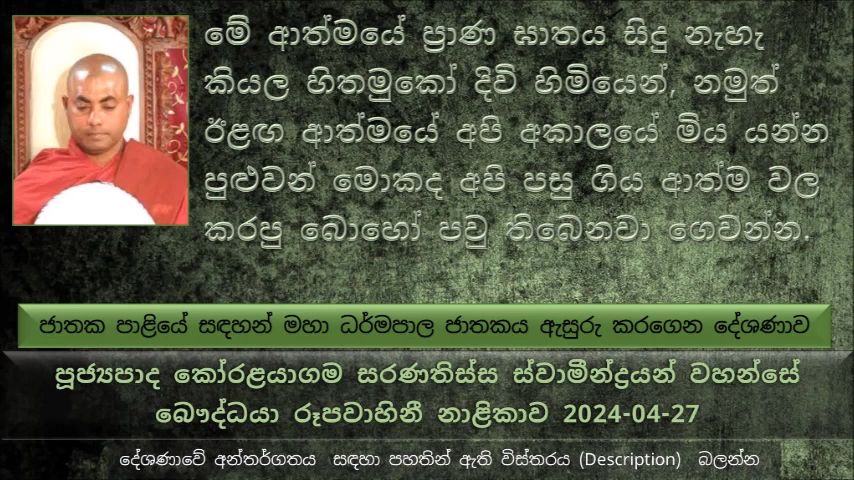 මේ ආත්මයේ ප්‍රාණ ඝාතය සිදු නැහැ
කියල හිතමුකෝ දිවි හිමියෙන්, නමුත්
ඊළඟ ආත්මයේ අපි අකාලයේ මිය යන්න
පුළුවන් මොකද අපි පසු ගිය ආත්ම වල
කරපු බොහෝ පවු තිබෙනවා ගෙවන්න.
ජාතක පාළියේ සඳහන් මහා ධර්මපාල ජාතකය ඇසුරු කරගෙන දේශණාව
පූජ්‍යපාද කෝරළයාගම සරණතිස්ස ස්වාමීන්ද්‍රයන් වහන්සේ
බෞද්ධයා රූපවාහිනී නාළිකාව 2024-04-27
දේශණාවේ අන්තර්ගතය සඳහා පහතින් ඇති විස්තරය (Description) බලන්න